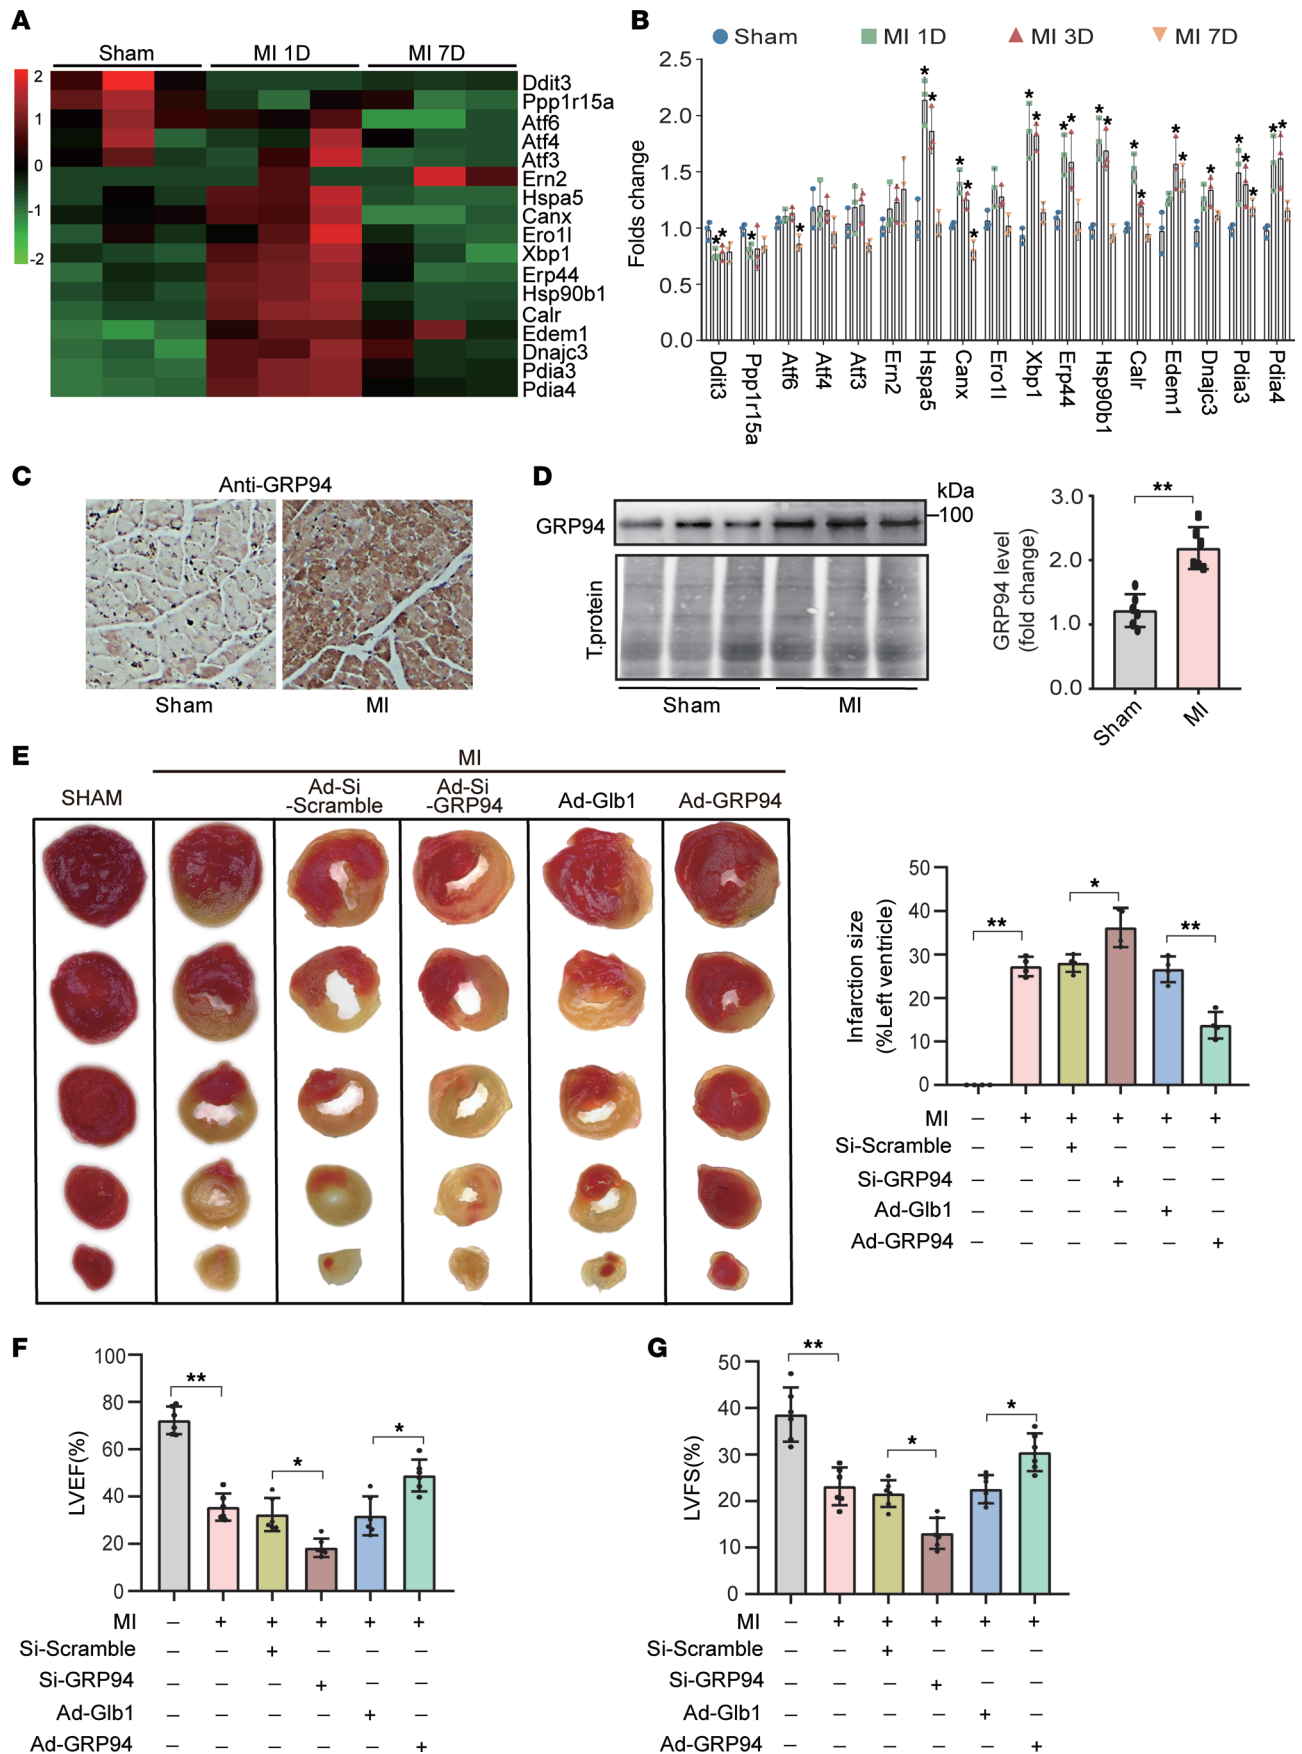 A
Sham MI 1D MI 7D
2
1
0
-1
-2
Ddit3
Ppp1r15a
Atf6
Atf4
Atf3
Ern2
Hspa5
Canx
Ero1l
Xbp1
Erp44
Hsp90b1
Calr
Edem1
Dnajc3
Pdia3
Pdia4
B
Sham MI 1D MI 3D MI 7D
Folds change
2.5
2.0
1.5
1.0
0.5
0.0
Ddit3 Ppp1r15a Atf6 Atf4 Atf3 Ern2 Hspa5 Canx Ero1l Xbp1 Erp44 Hsp90b1 Calr Edem1 Dnajc3 Pdia3 Pdia4
C
Anti-GRP94
Sham MI
D
kDa
GRP94 100
T.protein
Sham MI
GRP94 level
(fold change)
3.0
2.0
1.0
0.0
**
Sham MI
E
MI
SHAM
Ad-Si
-Scramble
Ad-Si
-GRP94
Ad-Glb1
Ad-GRP94
Infarction size
(%Left ventricle)
50
40
30
20
10
0
** * **
MI – + + + + +
Si-Scramble – – + – – –
Si-GRP94 – – – + – –
Ad-Glb1 – – – – + –
Ad-GRP94 – – – – – +
F
LVEF(%)
100
80
60
40
20
0
** * *
MI – + + + + +
Si-Scramble – – + – – –
Si-GRP94 – – – + – –
Ad-Glb1 – – – – + –
Ad-GRP94 – – – – – +
G
LVFS(%)
50
40
30
20
10
0
** * *
MI – + + + + +
Si-Scramble – – + – – –
Si-GRP94 – – – + – –
Ad-Glb1 – – – – + –
Ad-GRP94 – – – – – +